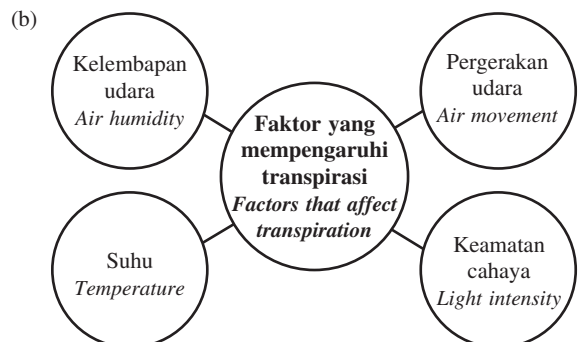 (b)
Kelembapan
udara
Air humidity
Pergerakan
udara
Air movement
Faktor yang
mempengaruhi
transpirasi
Factors that affect
transpiration
Suhu
Temperature
Keamatan
cahaya
Light intensity